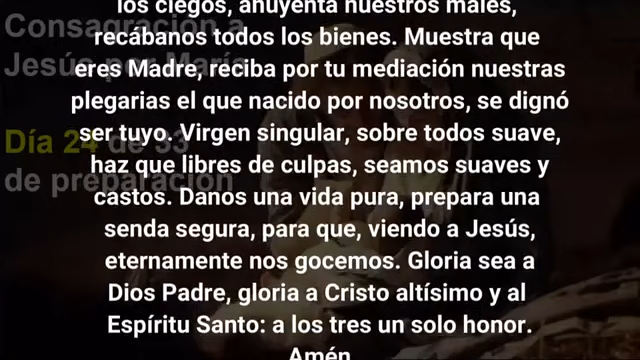 los ciegos, ahuyenta nuestros males,
recábanos todos los bienes. Muestra que
eres Madre, reciba por tu mediación nuestras
plegarias el que nacido por nosotros, se dignó
ser tuyo. Virgen singular, sobre todos suave,
haz que libres de culpas, seamos suaves y
castos. Danos una vida pura, prepara una
senda segura, para que, viendo a Jesús,
eternamente nos gocemos. Gloria sea a
Dios Padre, gloria a Cristo altísimo y al
Espíritu Santo: a los tres un solo honor.
Amén
Consagración a
Jesús por María
Día 24 de 33
de preparación